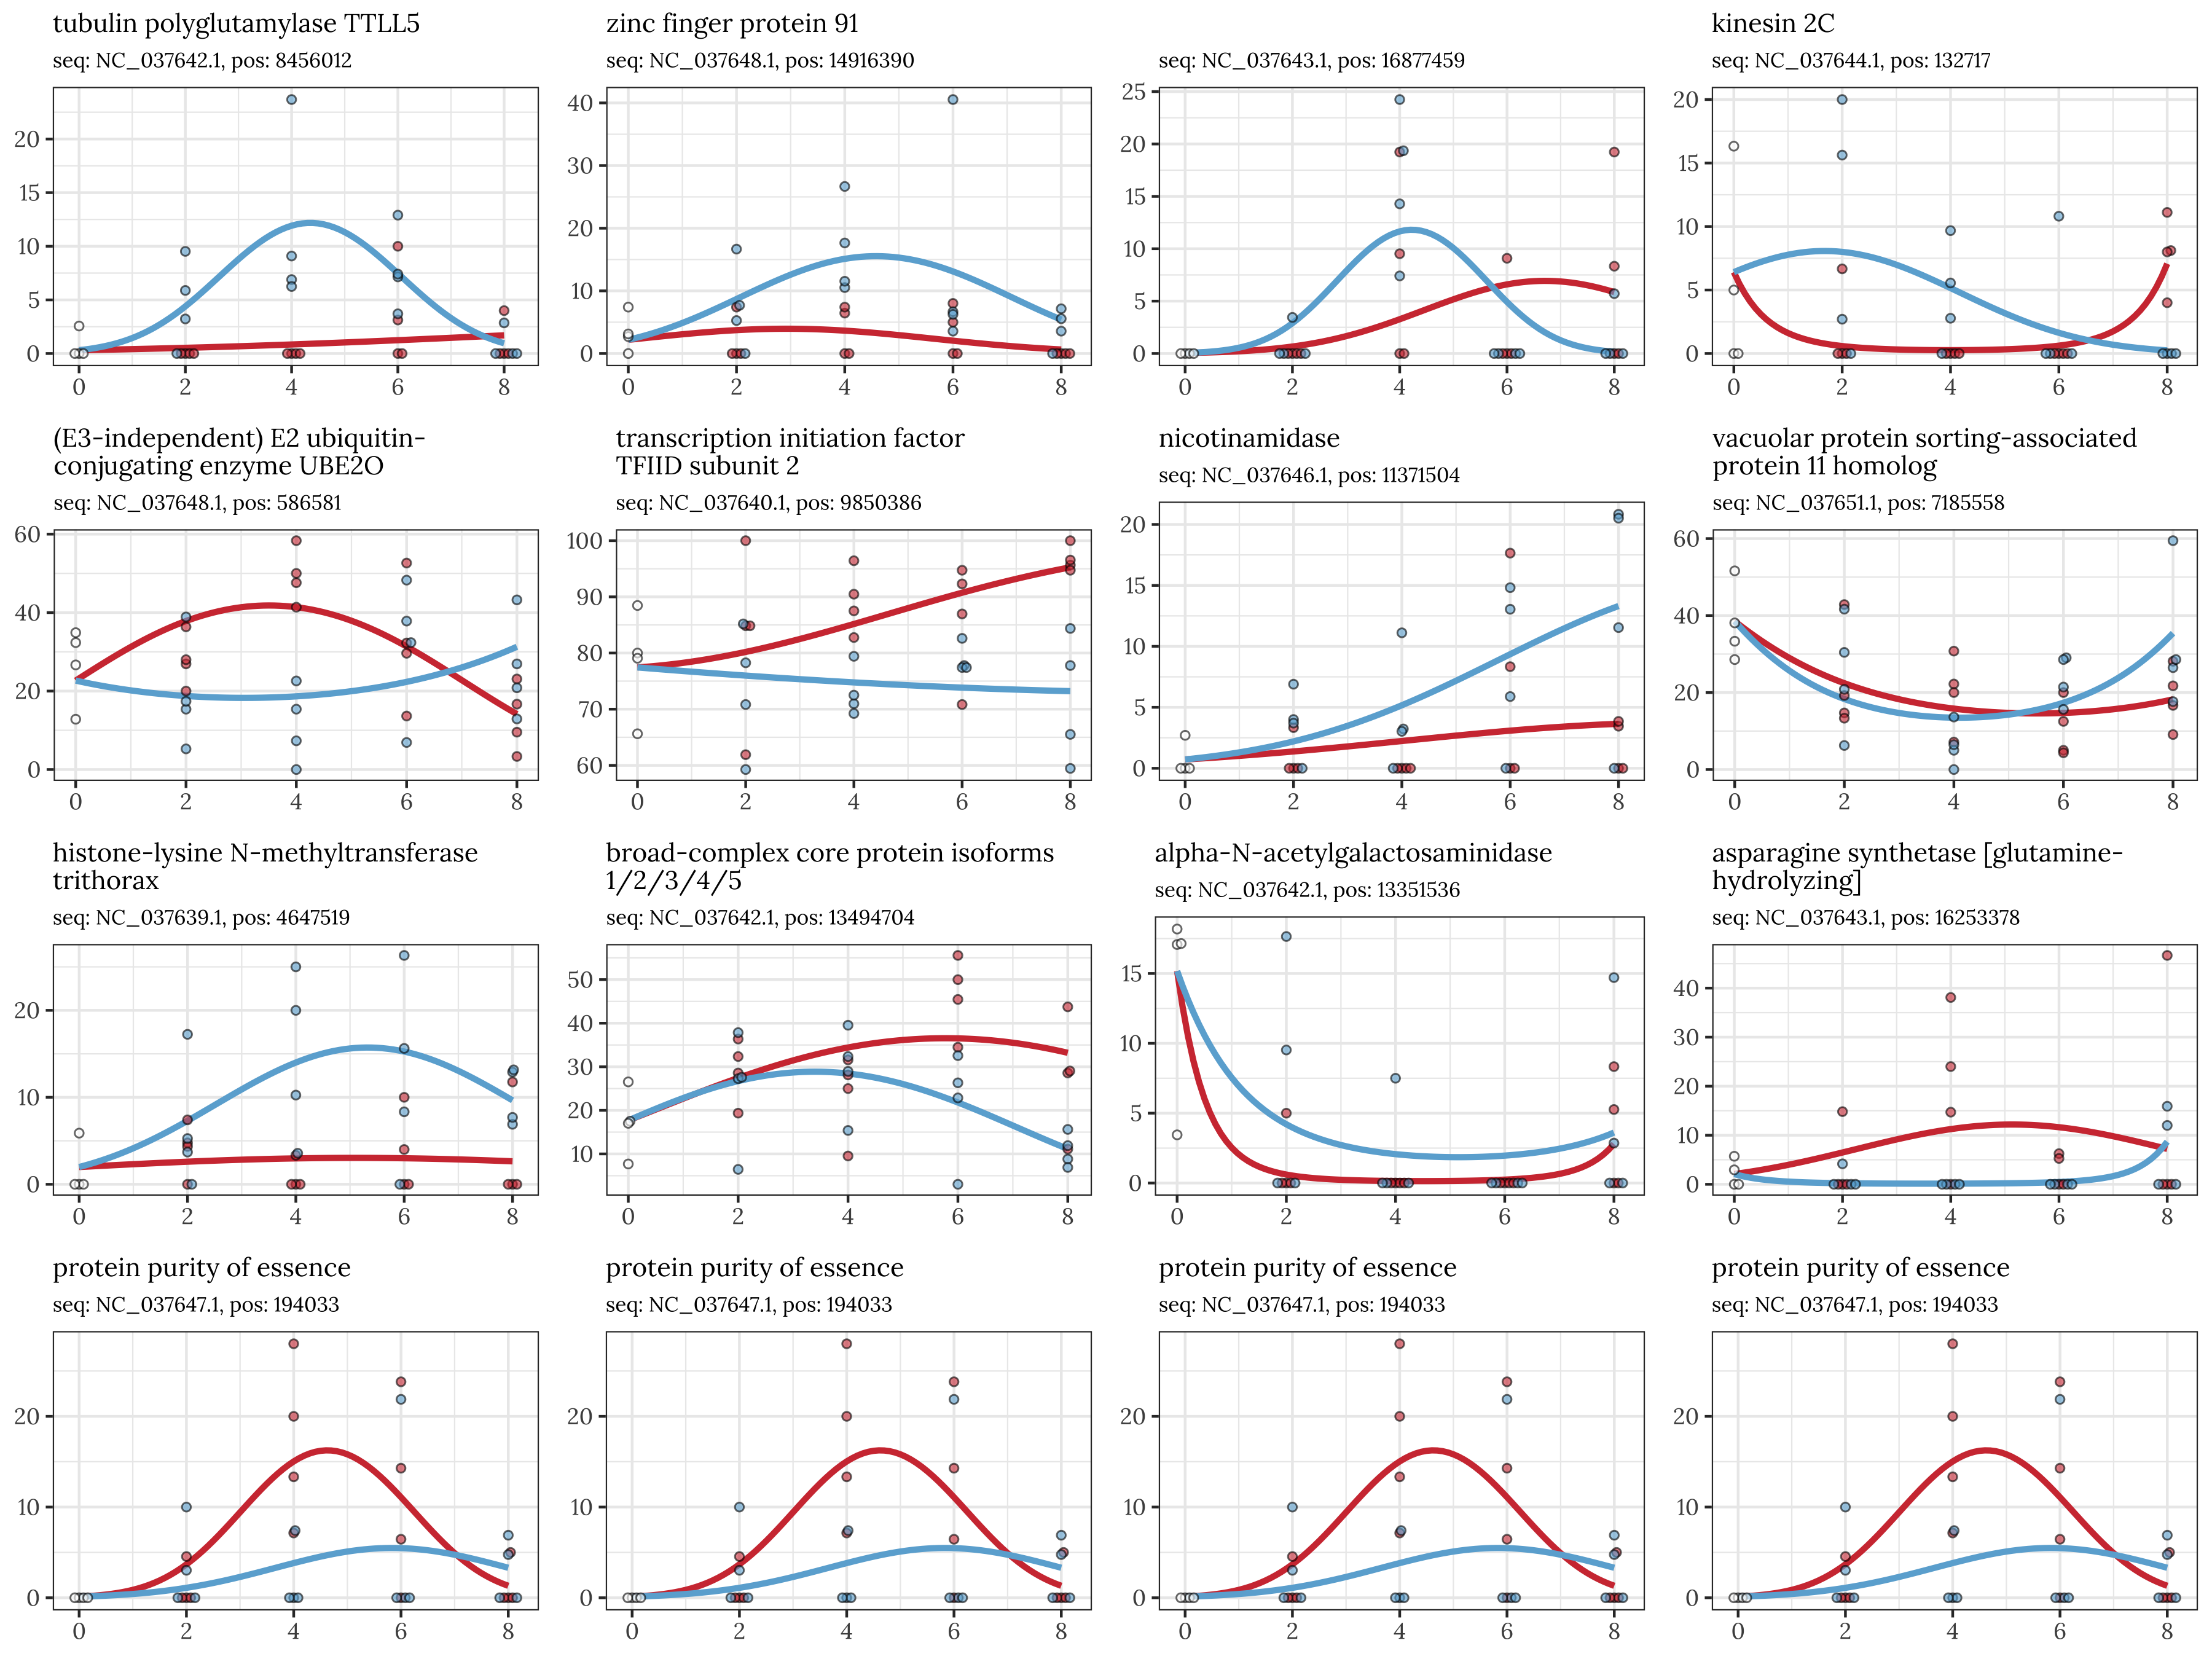 tubulin polyglutamylase TTLL5
seq: NC_037642.1, pos: 8456012
20
15
10
5
0
0 2 4 6 8
zinc finger protein 91
seq: NC_037648.1, pos: 14916390
40
30
20
10
0
0 2 4 6 8
seq: NC_037643.1, pos: 16877459
25
20
15
10
5
0
0 2 4 6 8
kinesin 2C
seq: NC_037644.1, pos: 132717
20
15
10
5
0
0 2 4 6 8
(E3-independent) E2 ubiquitin-
conjugating enzyme UBE2O
seq: NC_037648.1, pos: 586581
60
40
20
0
0 2 4 6 8
transcription initiation factor
TFIID subunit 2
seq: NC_037640.1, pos: 9850386
100
90
80
70
60
0 2 4 6 8
nicotinamidase
seq: NC_037646.1, pos: 11371504
20
15
10
5
0
0 2 4 6 8
vacuolar protein sorting-associated
protein 11 homolog
seq: NC_037651.1, pos: 7185558
60
40
20
0
0 2 4 6 8
histone-lysine N-methyltransferase
trithorax
seq: NC_037639.1, pos: 4647519
20
10
0
0 2 4 6 8
broad-complex core protein isoforms
1/2/3/4/5
seq: NC_037642.1, pos: 13494704
50
40
30
20
10
0 2 4 6 8
alpha-N-acetylgalactosaminidase
seq: NC_037642.1, pos: 13351536
15
10
5
0
0 2 4 6 8
asparagine synthetase [glutamine-
hydrolyzing]
seq: NC_037643.1, pos: 16253378
40
30
20
10
0
0 2 4 6 8
protein purity of essence
seq: NC_037647.1, pos: 194033
20
10
0
0 2 4 6 8
protein purity of essence
seq: NC_037647.1, pos: 194033
20
10
0
0 2 4 6 8
protein purity of essence
seq: NC_037647.1, pos: 194033
20
10
0
0 2 4 6 8
protein purity of essence
seq: NC_037647.1, pos: 194033
20
10
0
0 2 4 6 8